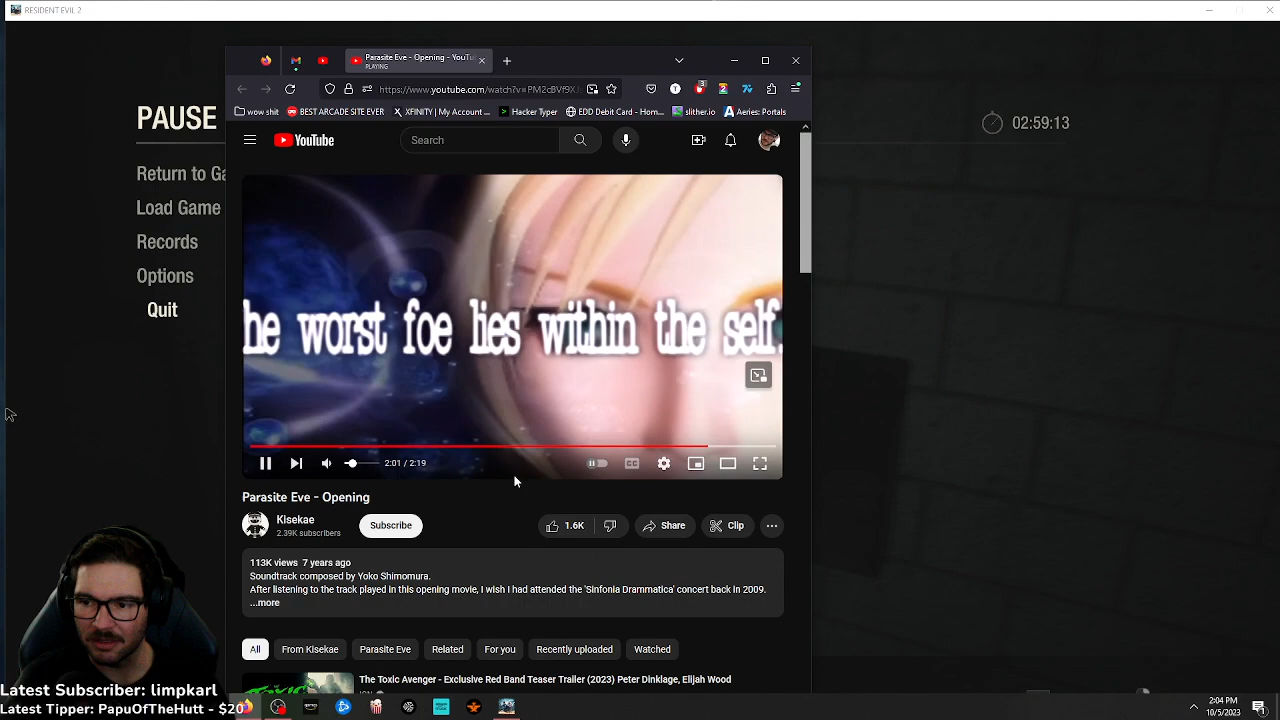 RESIDENT EVIL 2
Parasite Eve - Opening - YouTu
PLAYING
https://www.youtube.com/watch?v=PM2cBVf9X
3
2
wow shit
BEST ARCADE SITE EVER
XFINITY | My Account ...
Hacker Typer
EDD Debit Card - Hom...
slither.io
Aeries: Portals
PAUSE
02:59:13
YouTube
Search
Return to Ga
Load Game
Records
Options
Quit
he worst foe lies within the self.
2:01 / 2:19
CC
Parasite Eve - Opening
Kisekae
2.39K subscribers
Subscribe
1.6K
Share
Clip
113K views 7 years ago
Soundtrack composed by Yoko Shimomura.
After listening to the track played in this opening movie, I wish I had attended the 'Sinfonia Drammatica' concert back in 2009.
...more
All
From Kisekae
Parasite Eve
Related
For you
Recently uploaded
Watched
The Toxic Avenger - Exclusive Red Band Teaser Trailer (2023) Peter Dinklage, Elijah Wood
Latest Subscriber: limpkarl
Latest Tipper: PapuOfTheHutt - $20
2:04 PM
10/5/2023